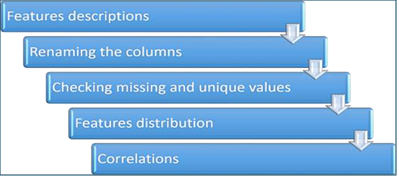 Features descriptions
Renaming the columns
Checking missing and unique values
Features distribution
Correlations